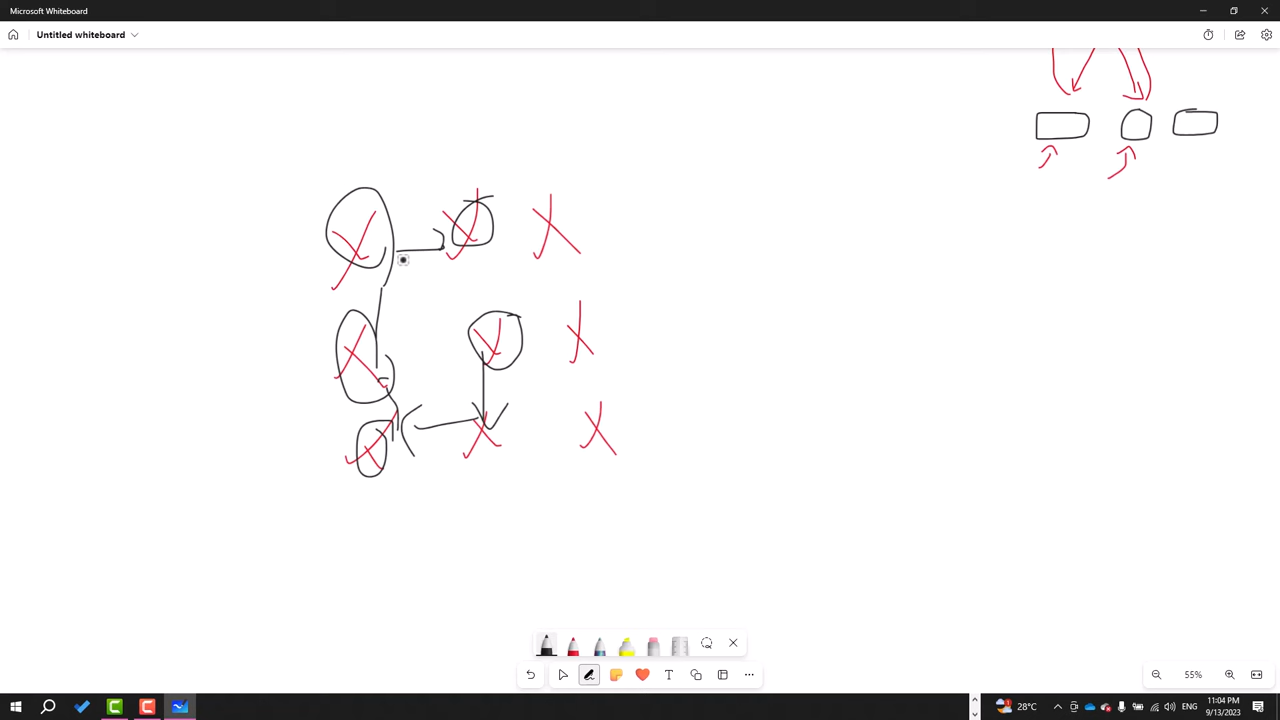 Microsoft Whiteboard
Untitled whiteboard
X X X
X X X
X X X
55%
28°C
ENG
11:04 PM
9/13/2023